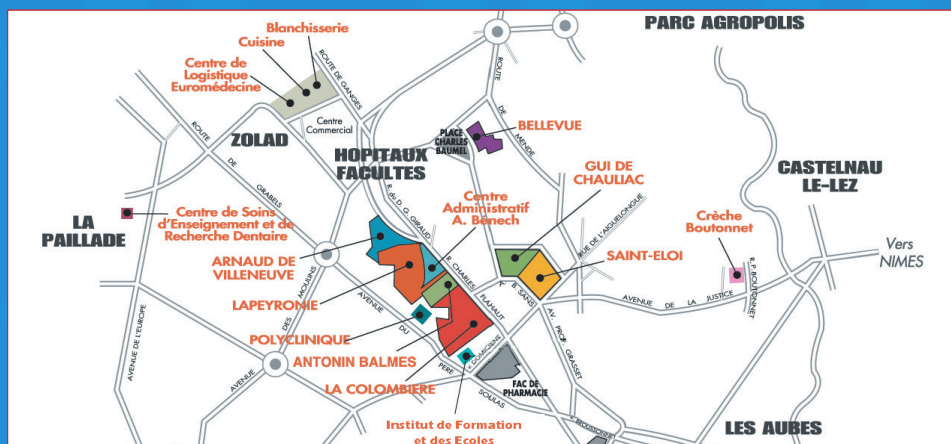 PARC AGROPOLIS
Blanchisserie
Cuisine
Centre de
Logistique
Euromédecine
ROUTE DE GANGES
ROUTE
DE
MENDE
Centre
Commercial
ZOLAD
PLACE
CHARLES
BAUMEL
BELLEVUE
HOPITAUX
FACULTES
GUI DE
CHAULIAC
CASTELNAU
LE-LEZ
ROUTE
DE
GRABELS
R. du D. G. GIRAUD
Centre
Administratif
A. Bénech
RUE DE L'AIGUELONGUE
Crèche
Boutonnet
LA
PAILLADE
Centre de Soins
d'Enseignement et de
Recherche Dentaire
ARNAUD DE
VILLENEUVE
SAINT-ELOI
Vers
NIMES
R. P. BOUTONNET
R. CHARLES
FLAHAUT
A.
B. SANS
AVENUE DE LA JUSTICE
LAPEYRONIE
AVENUE
DU
PERE
SOULAS
DES
MOULINS
AVENUE
AVENUE DE L'EUROPE
POLYCLINIQUE
AV. PROF. GRASSET
ANTONIN BALMES
LA COLOMBIERE
FAC DE
PHARMACIE
Institut de Formation
et des Ecoles
LES AUBES